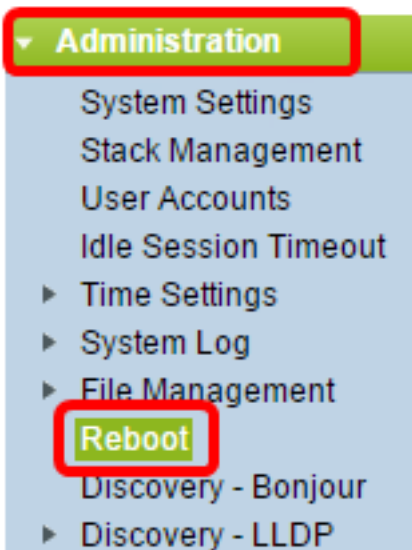 Administration
System Settings
Stack Management
User Accounts
Idle Session Timeout
Time Settings
System Log
File Management
Reboot
Discovery - Bonjour
Discovery - LLDP